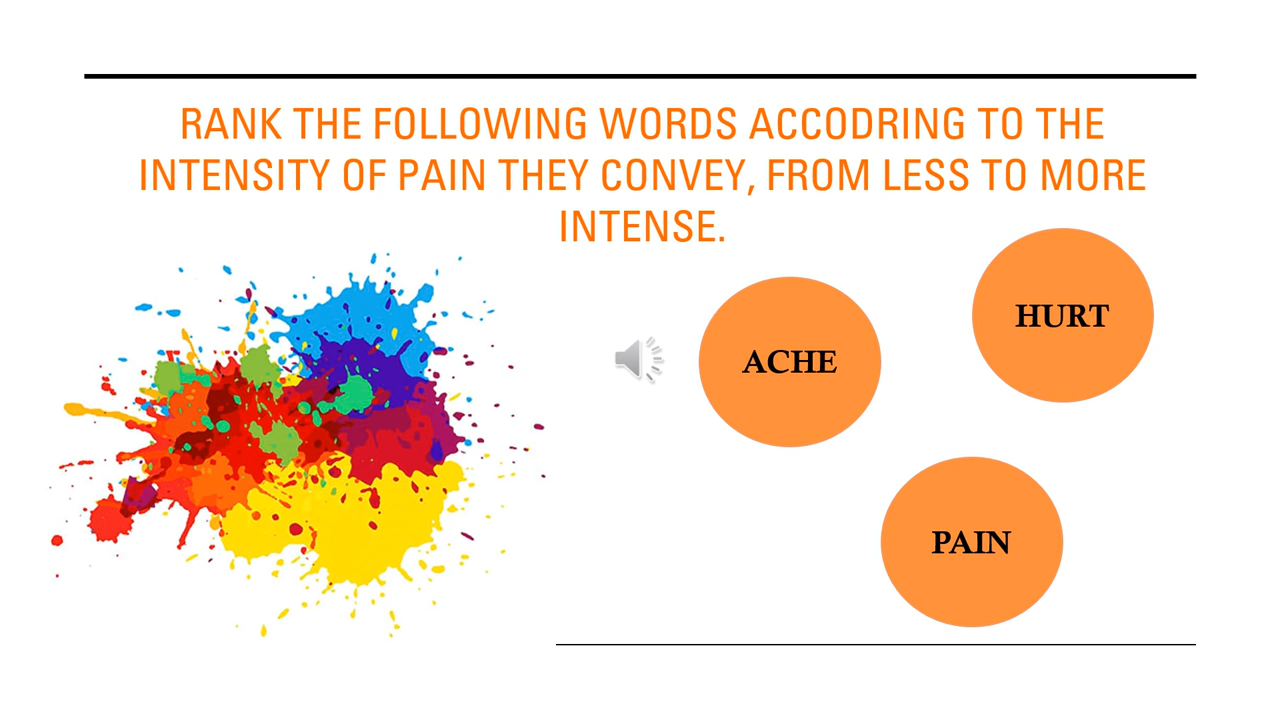 RANK THE FOLLOWING WORDS ACCODRING TO THE
INTENSITY OF PAIN THEY CONVEY, FROM LESS TO MORE
INTENSE.
HURT
ACHE
PAIN